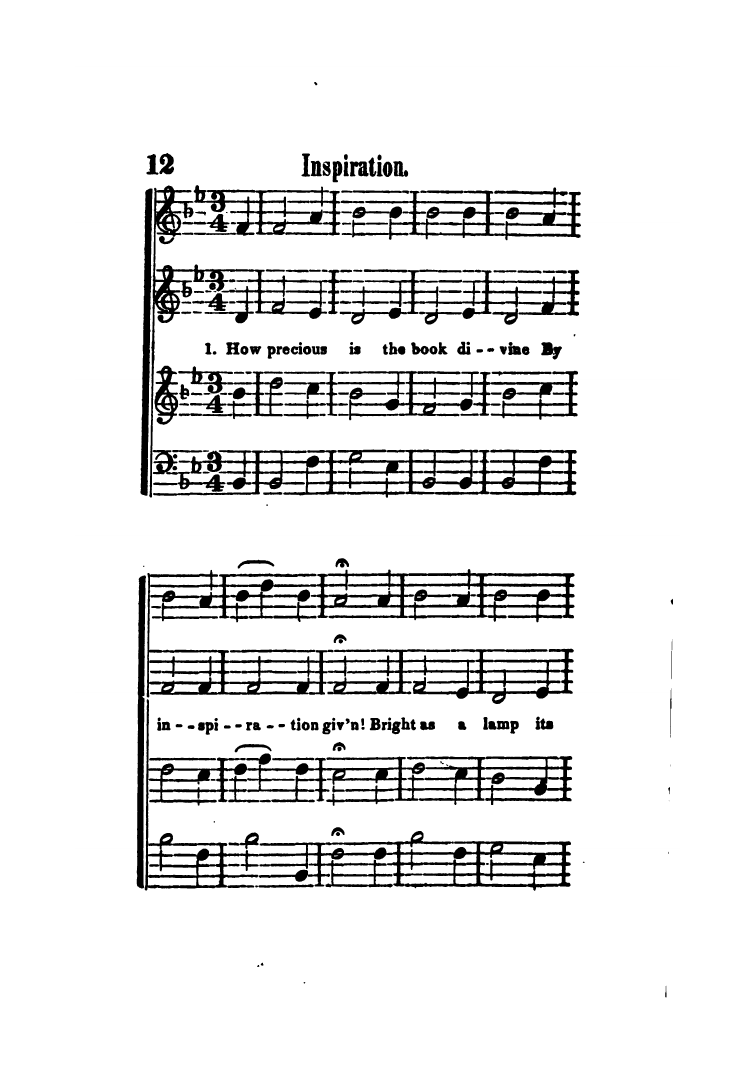 12 Inspiration.
1. How precious is the book di - - vine By
in - - spi - - ra - - tion giv'n! Bright as a lamp its